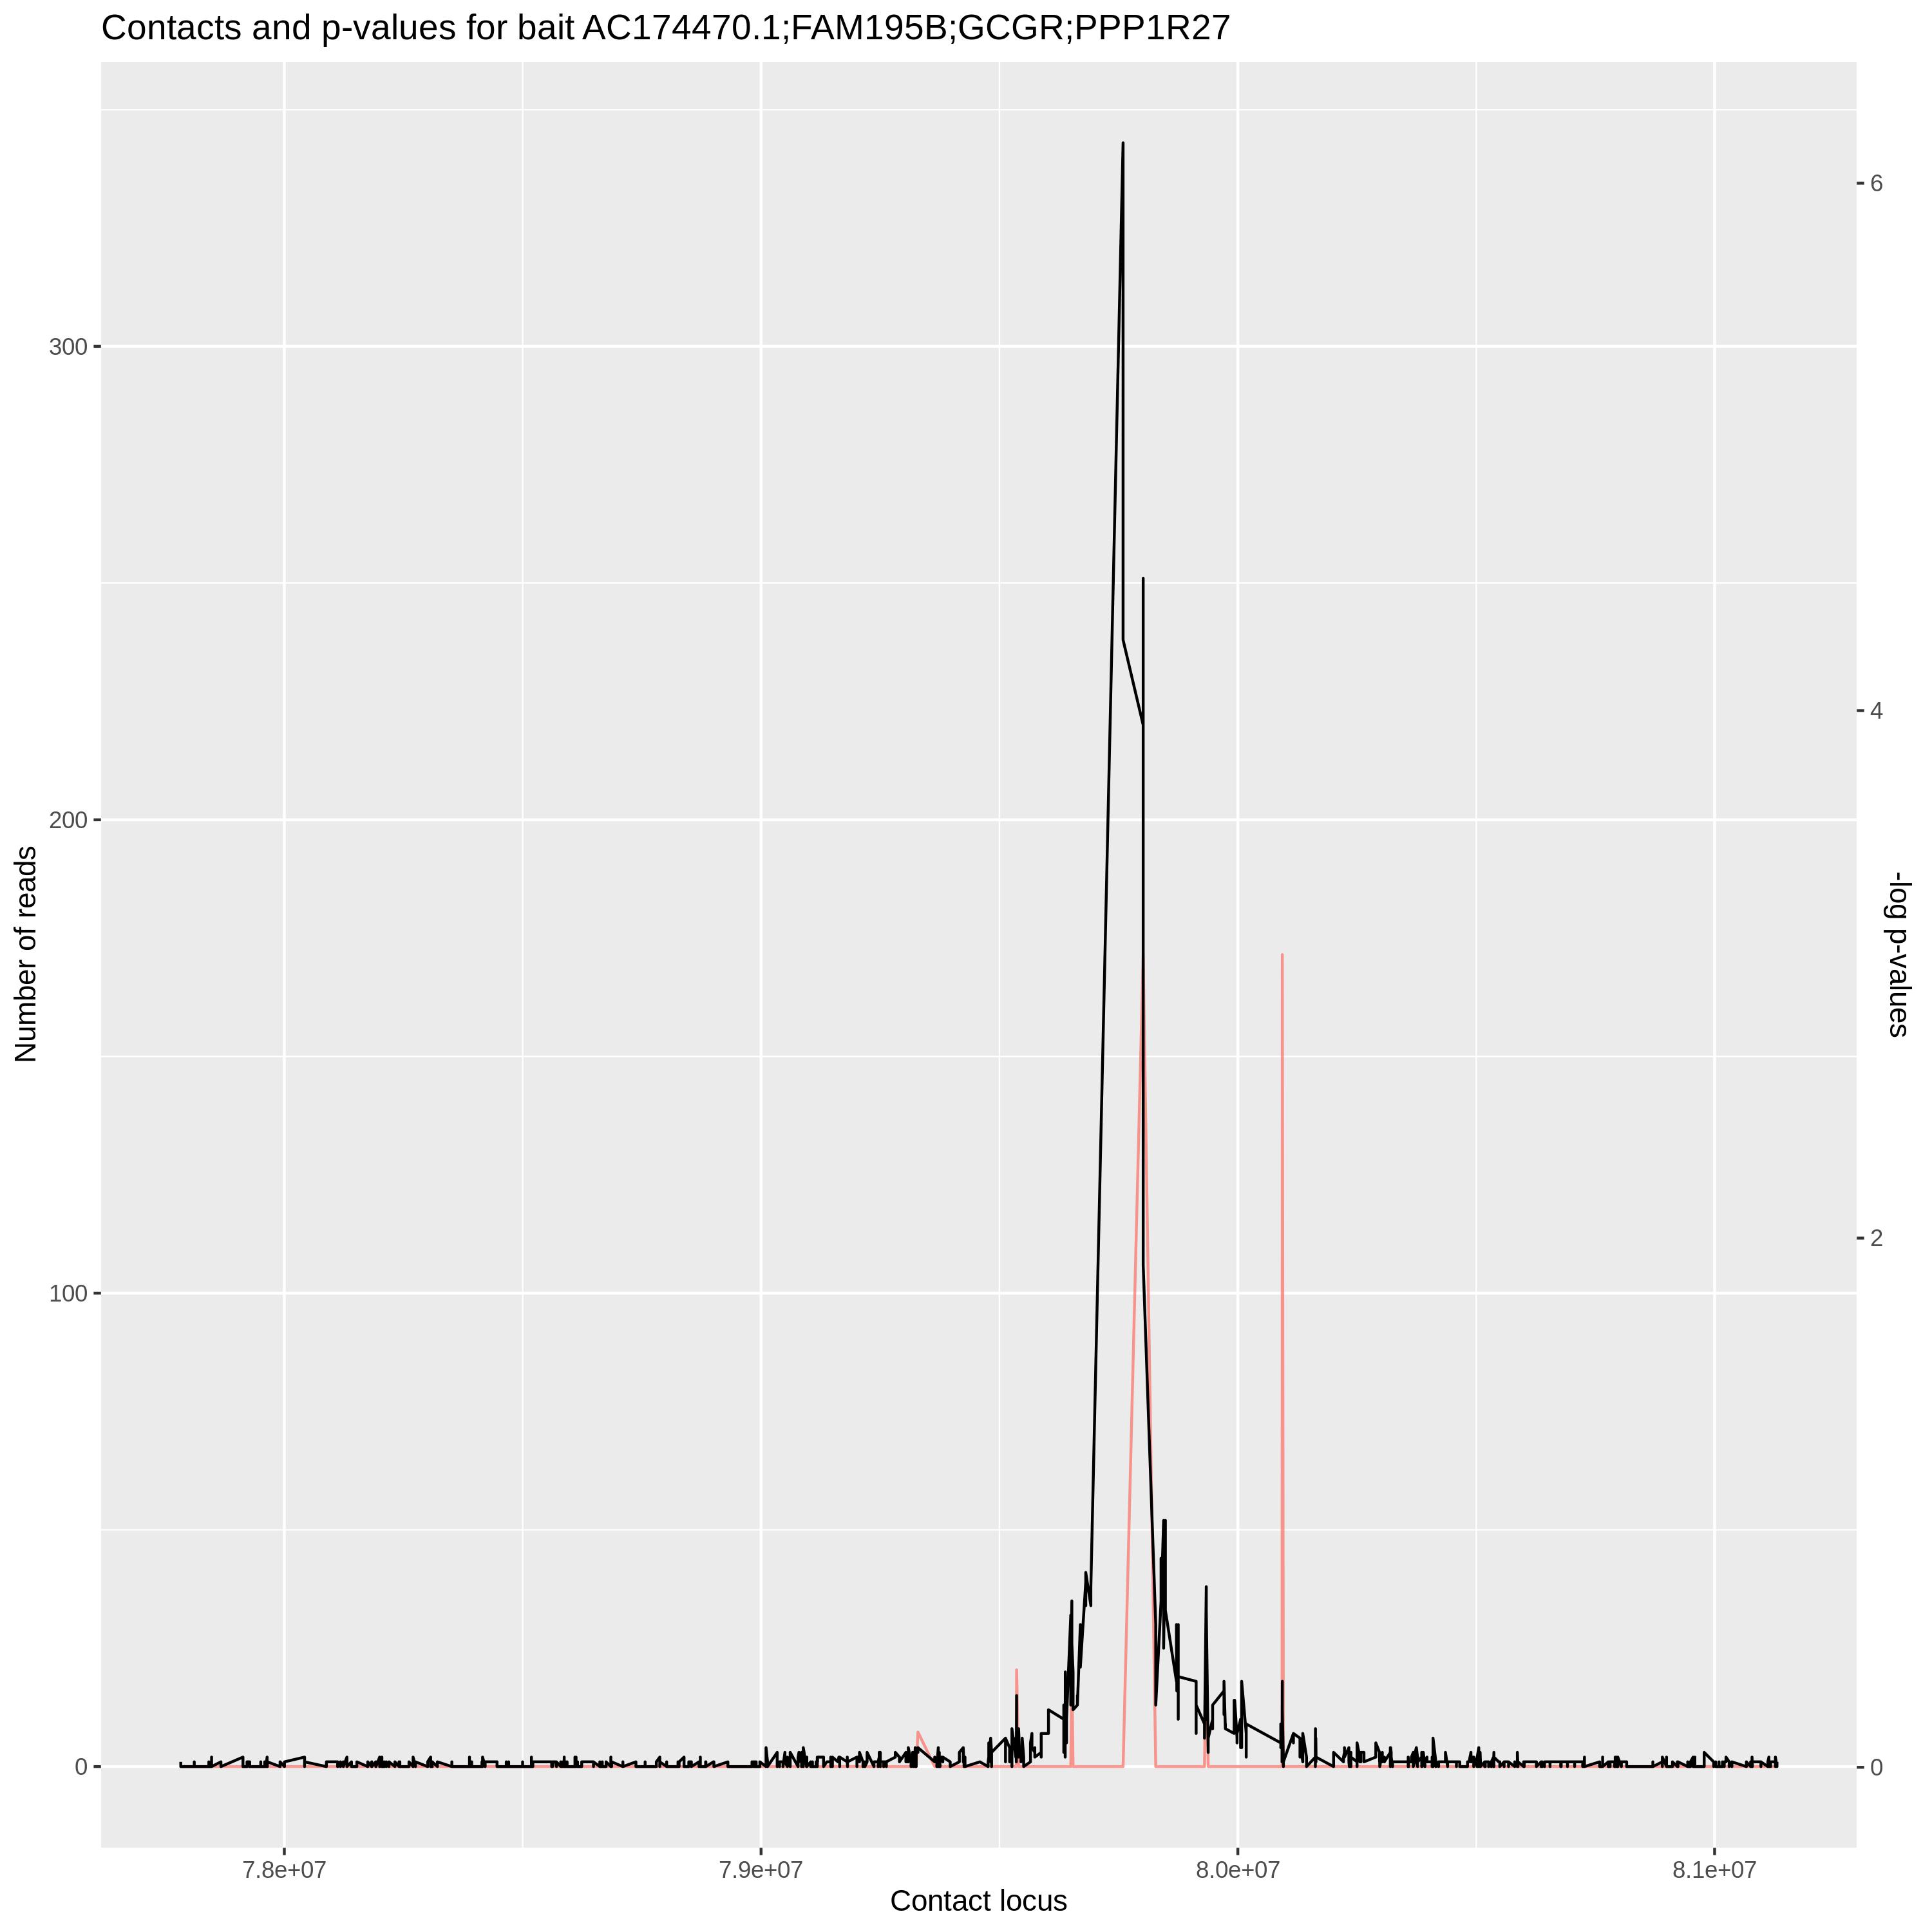 Contacts and p-values for bait AC174470.1;FAM195B;GCGR;PPP1R27
Number of reads
300
200
100
0
6
4
2
0
-log p-values
7.8e+07
7.9e+07
8.0e+07
8.1e+07
Contact locus